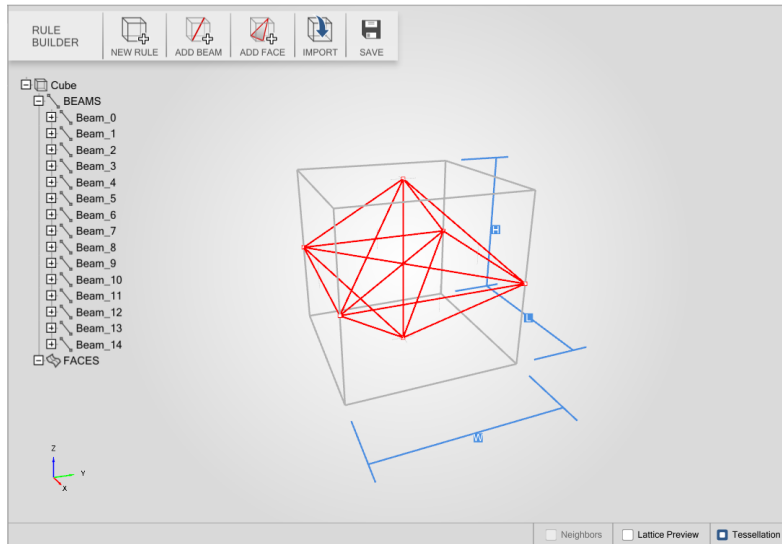 RULE
BUILDER
NEW RULE
ADD BEAM
ADD FACE
IMPORT
SAVE
Cube
BEAMS
Beam_0
Beam_1
Beam_2
Beam_3
Beam_4
Beam_5
Beam_6
Beam_7
Beam_8
Beam_9
Beam_10
Beam_11
Beam_12
Beam_13
Beam_14
FACES
H
L
W
Z
Y
X
Neighbors
Lattice Preview
Tessellation